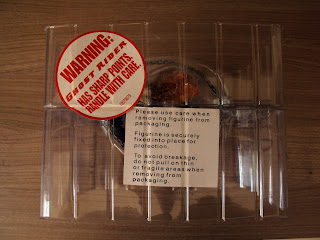 WARNING:
GHOST RIDER
HAS SHARP POINTS.
HANDLE WITH CARE
Please use care when
removing figurine from
packaging.
Figurine is securely
fixed into place for
protection.
To avoid breakage,
do not pull on thin
or fragile areas when
removing from
packaging.